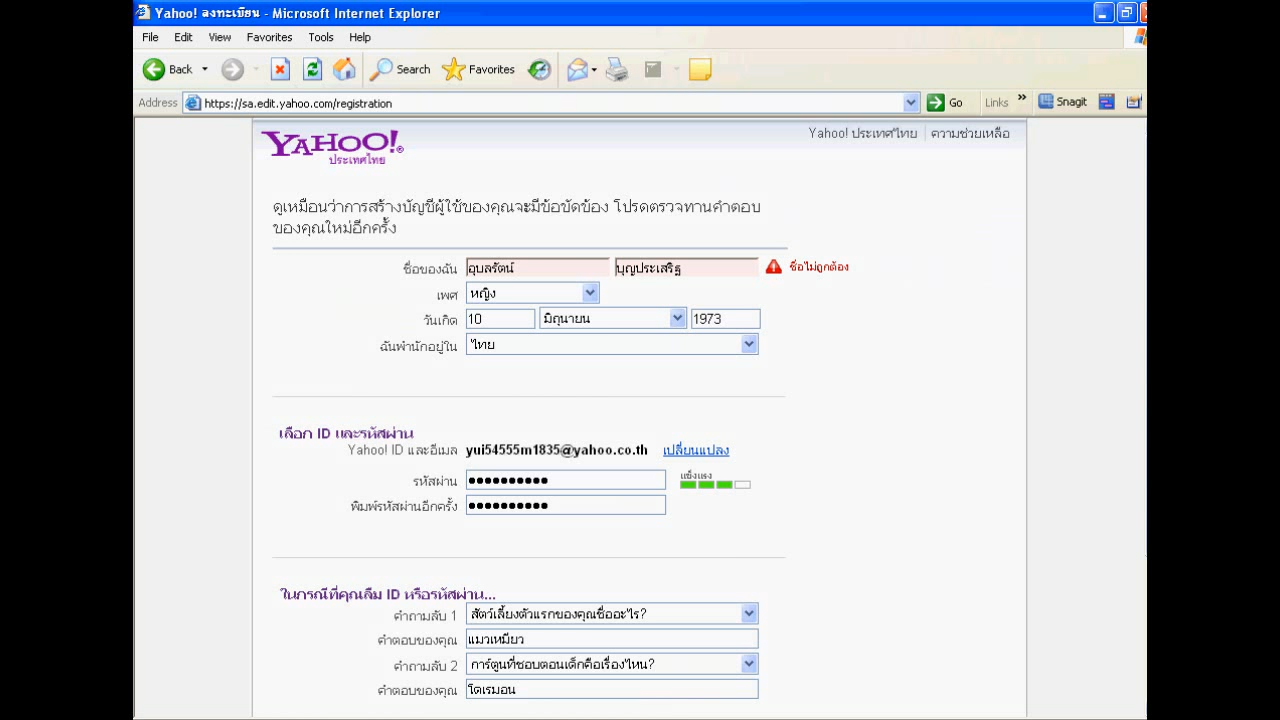 Yahoo! ลงทะเบียน - Microsoft Internet Explorer
File Edit View Favorites Tools Help
Back Search Favorites
Address https://sa.edit.yahoo.com/registration Go Links » Snagit
YAHOO!® Yahoo! ประเทศไทย ความช่วยเหลือ
ประเทศไทย
ดูเหมือนว่าการสร้างบัญชีผู้ใช้ของคุณจะมีข้อขัดข้อง โปรดตรวจทานคำตอบ
ของคุณใหม่อีกครั้ง
ชื่อของฉัน อุบลรัตน์ บุญประเสริฐ ชื่อไม่ถูกต้อง
เพศ หญิง
วันเกิด 10 มิถุนายน 1973
ฉันพำนักอยู่ใน ไทย
เลือก ID และรหัสผ่าน
Yahoo! ID และอีเมล yui54555m1835@yahoo.co.th เปลี่ยนแปลง
รหัสผ่าน ●●●●●●●●●● แข็งแรง
พิมพ์รหัสผ่านอีกครั้ง ●●●●●●●●●●
ในกรณีที่คุณลืม ID หรือรหัสผ่าน...
คำถามลับ 1 สัตว์เลี้ยงตัวแรกของคุณชื่ออะไร?
คำตอบของคุณ แมวเหมียว
คำถามลับ 2 การ์ตูนที่ชอบตอนเด็กคือเรื่องไหน?
คำตอบของคุณ โดเรมอน